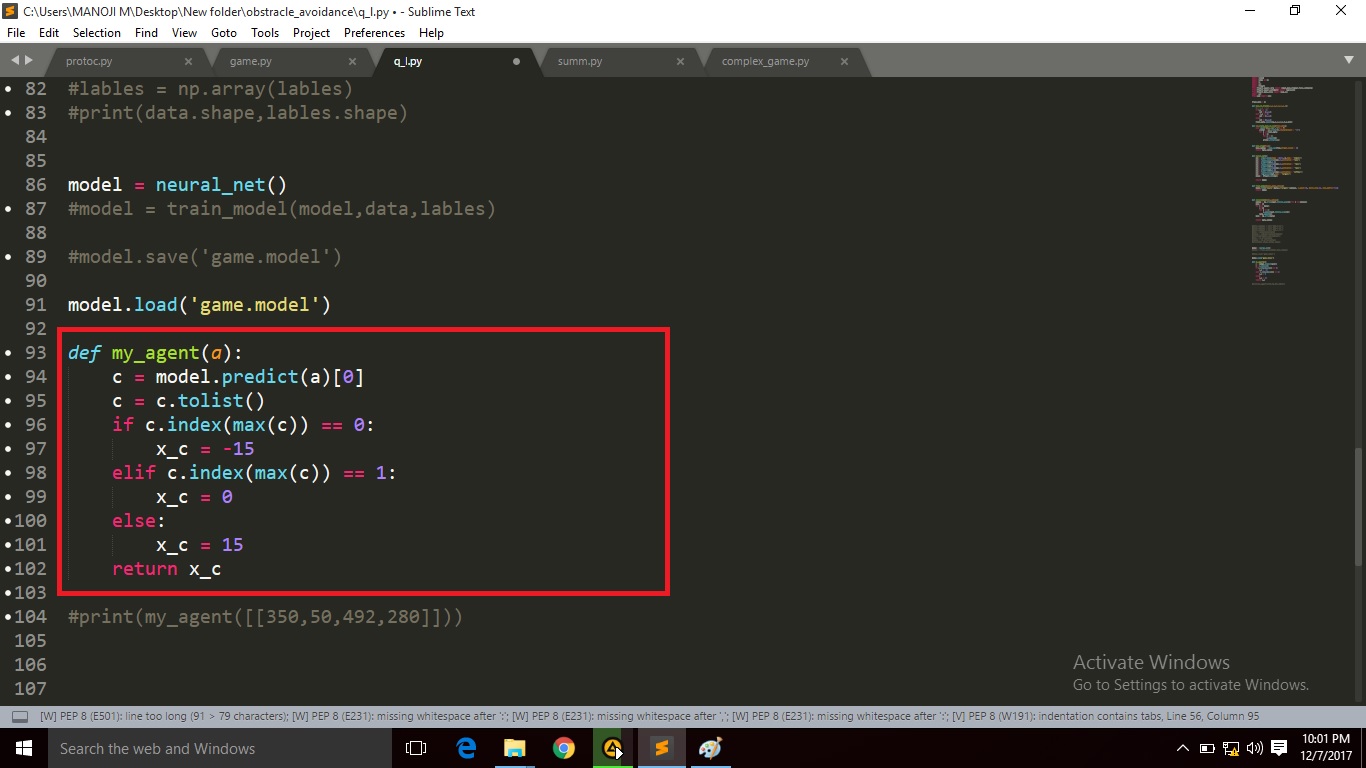 C:\Users\MANOJI M\Desktop\New folder\obstracle_avoidance\q_l.py • - Sublime Text
File Edit Selection Find View Goto Tools Project Preferences Help
protoc.py × game.py × q_l.py summ.py × complex_game.py ×
82 #lables = np.array(lables)
83 #print(data.shape,lables.shape)
84
85
86 model = neural_net()
87 #model = train_model(model,data,lables)
88
89 #model.save('game.model')
90
91 model.load('game.model')
92
93 def my_agent(a):
94 c = model.predict(a)[0]
95 c = c.tolist()
96 if c.index(max(c)) == 0:
97 x_c = -15
98 elif c.index(max(c)) == 1:
99 x_c = 0
100 else:
101 x_c = 15
102 return x_c
103
104 #print(my_agent([[350,50,492,280]]))
105
106
107
Activate Windows
Go to Settings to activate Windows.
[W] PEP 8 (E501): line too long (91 > 79 characters); [W] PEP 8 (E231): missing whitespace after ':'; [W] PEP 8 (E231): missing whitespace after ','; [W] PEP 8 (E231): missing whitespace after ':'; [V] PEP 8 (W191): indentation contains tabs, Line 56, Column 95
Search the web and Windows
10:01 PM
12/7/2017